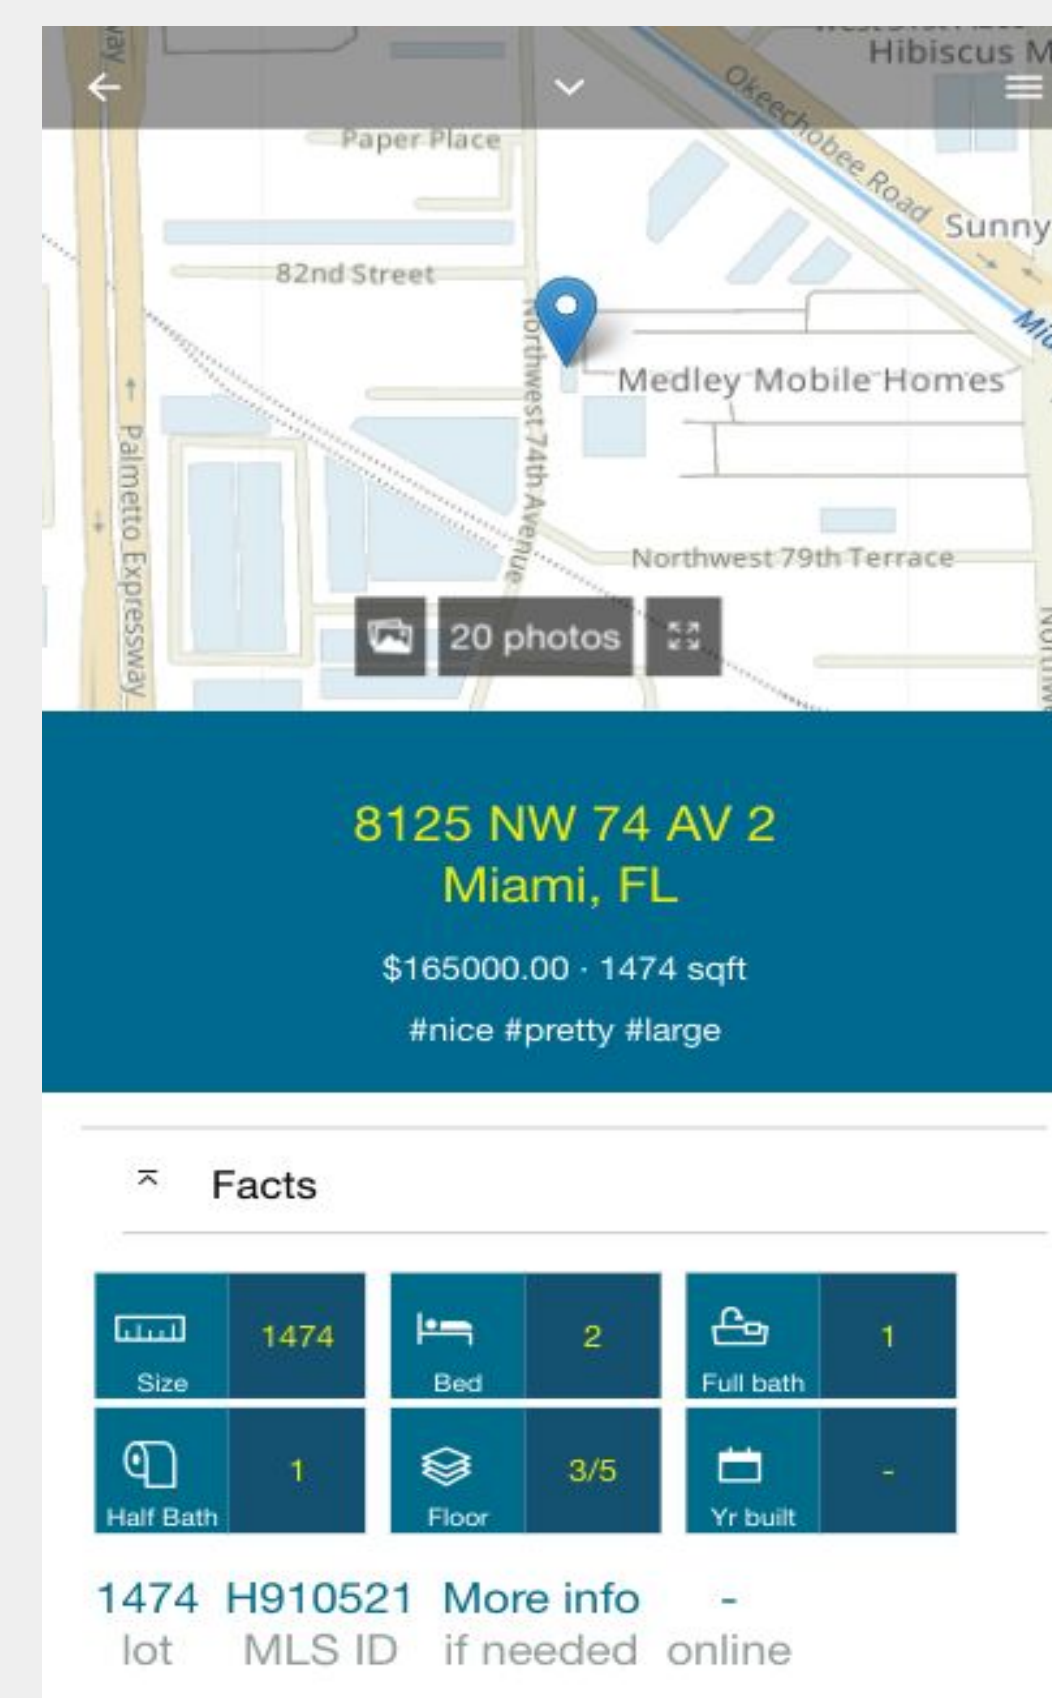 Hibiscus M
Okeechobee Road
Paper Place
Sunny
82nd Street
Northwest 74th Avenue
Medley Mobile Homes
Palmetto Expressway
Northwest 79th Terrace
20 photos
8125 NW 74 AV 2
Miami, FL
$165000.00 · 1474 sqft
#nice #pretty #large
Facts
1474 2 1
Size Bed Full bath
1 3/5 -
Half Bath Floor Yr built
1474 H910521 More info -
lot MLS ID if needed online